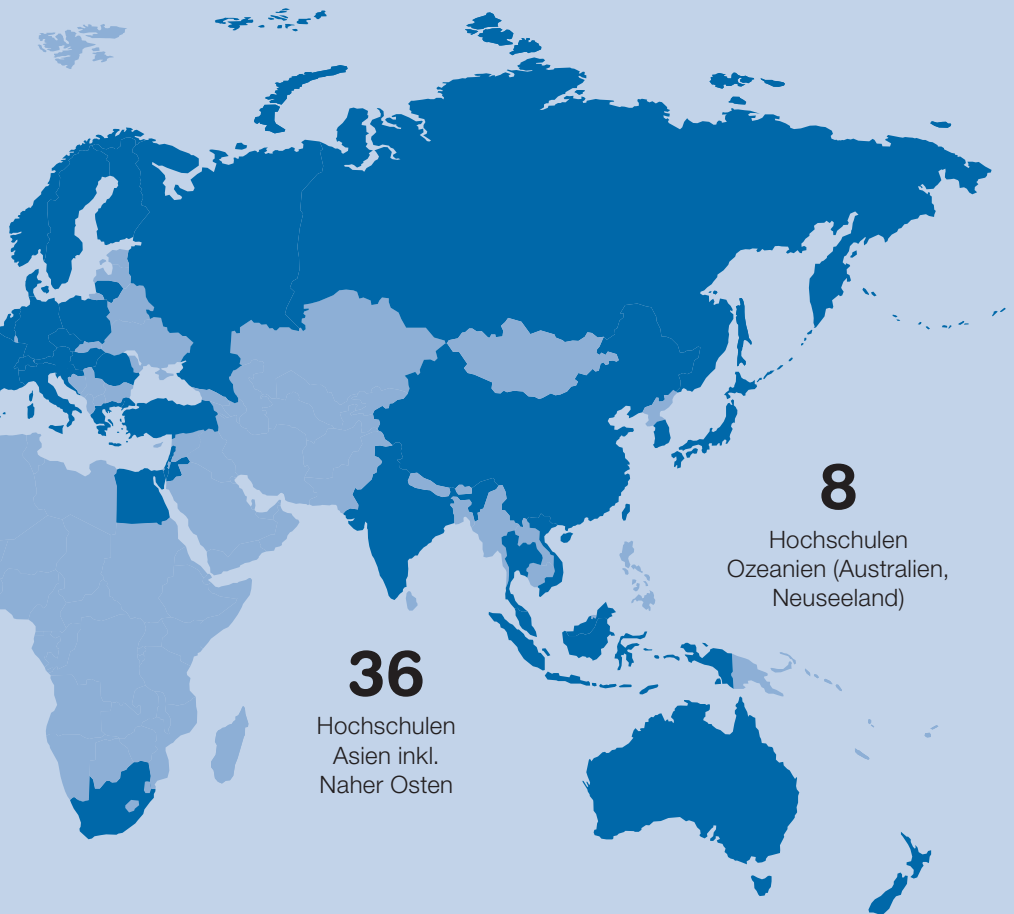 8
Hochschulen
Ozeanien (Australien,
Neuseeland)
36
Hochschulen
Asien inkl.
Naher Osten